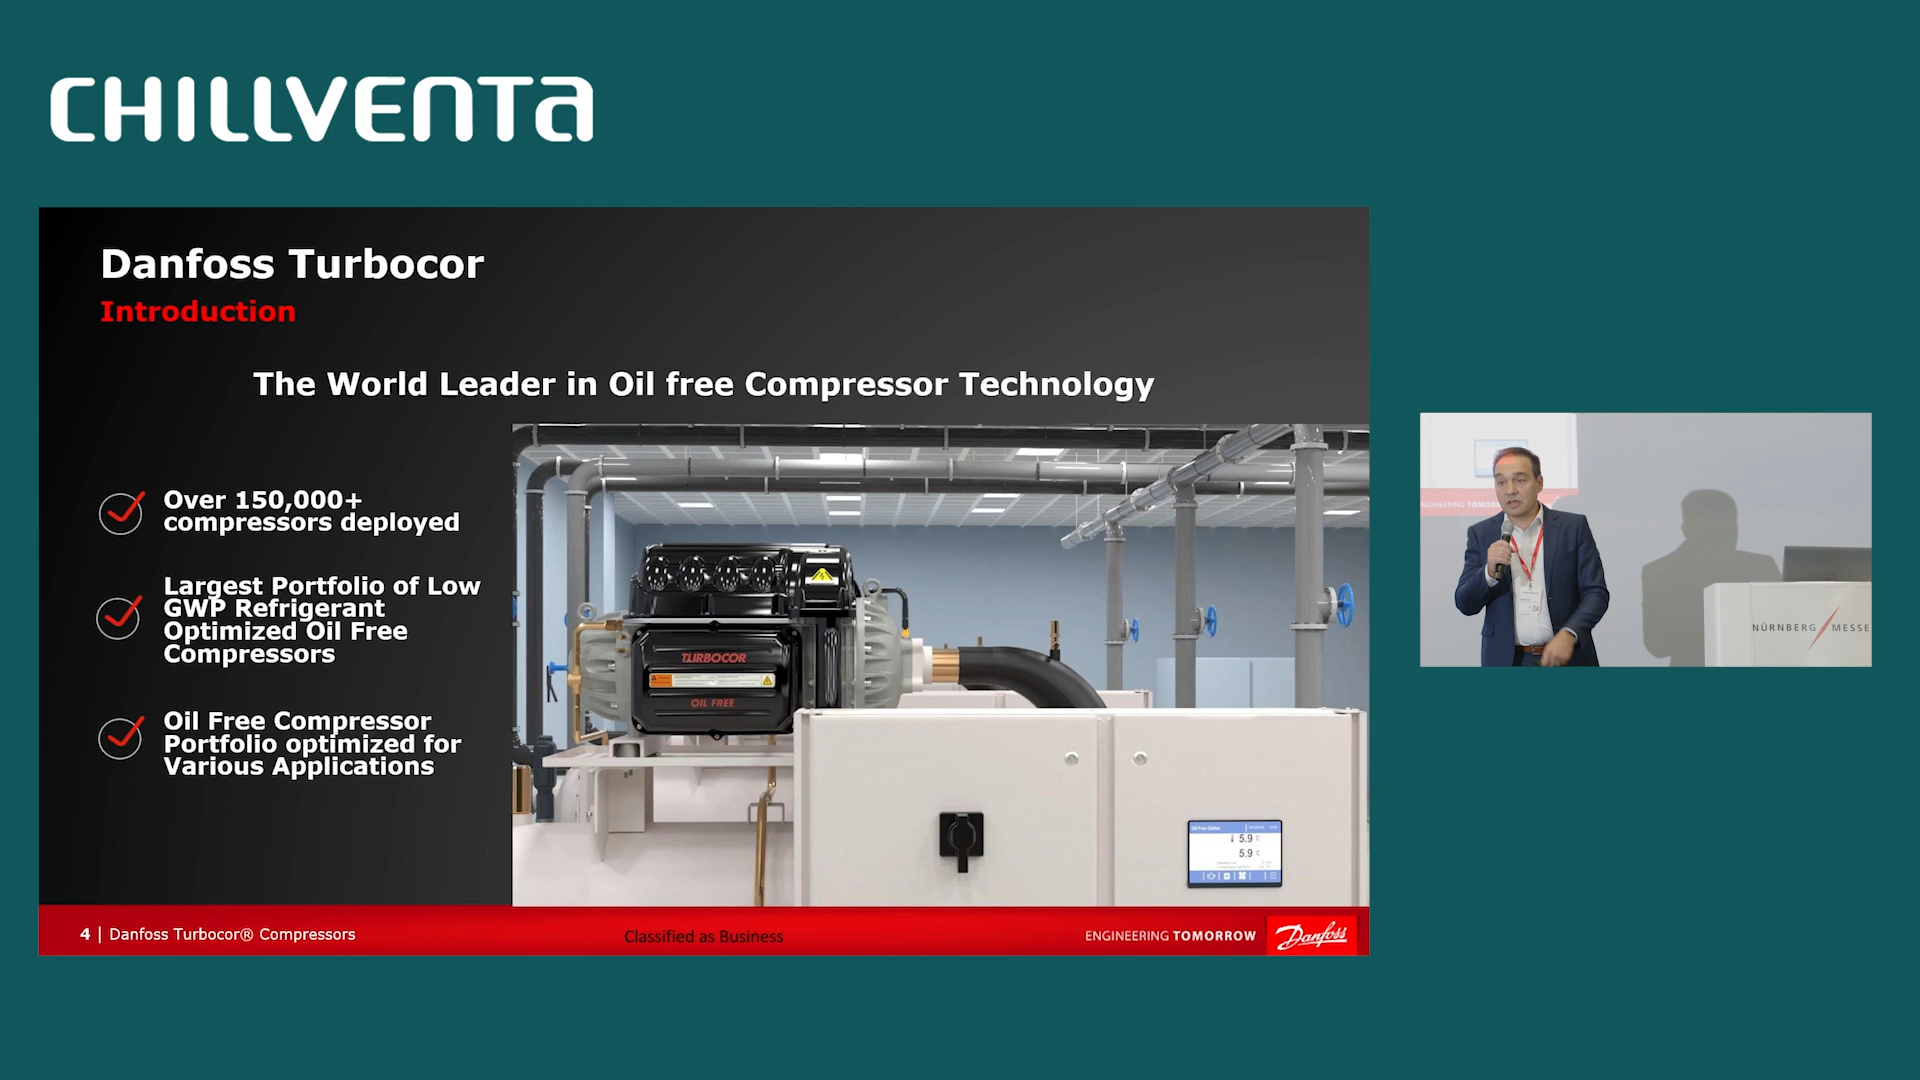 CHILLVENTA
Danfoss Turbocor
Introduction
The World Leader in Oil free Compressor Technology
Over 150,000+
compressors deployed
Largest Portfolio of Low
GWP Refrigerant
Optimized Oil Free
Compressors
Oil Free Compressor
Portfolio optimized for
Various Applications
TURBOCOR
OIL FREE
5.9
5.9
4 | Danfoss Turbocor® Compressors
Classified as Business
ENGINEERING TOMORROW
Danfoss
NÜRNBERG MESSE